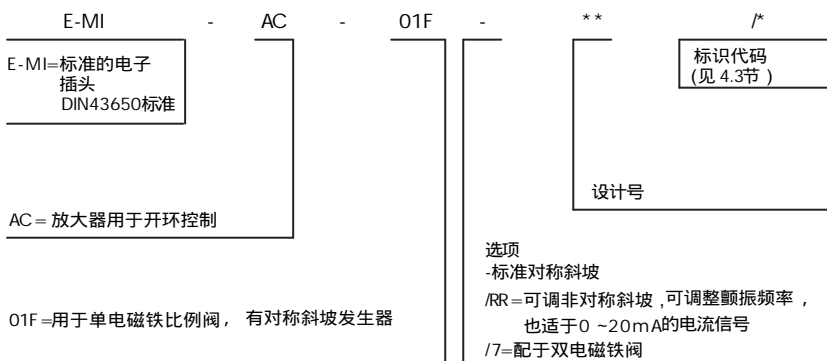 E-MI - AC - 01F - ** /*
E-MI=标准的电子
插头
DIN43650标准
标识代码
(见 4.3节 )
设计号
AC= 放大器用于开环控制
选项
-标准对称斜坡
/RR=可调非对称斜坡 ,可调整颤振频率 ，
也适于0 ~20mA的电流信号
/7=配于双电磁铁阀
01F=用于单电磁铁比例阀， 有对称斜坡发生器